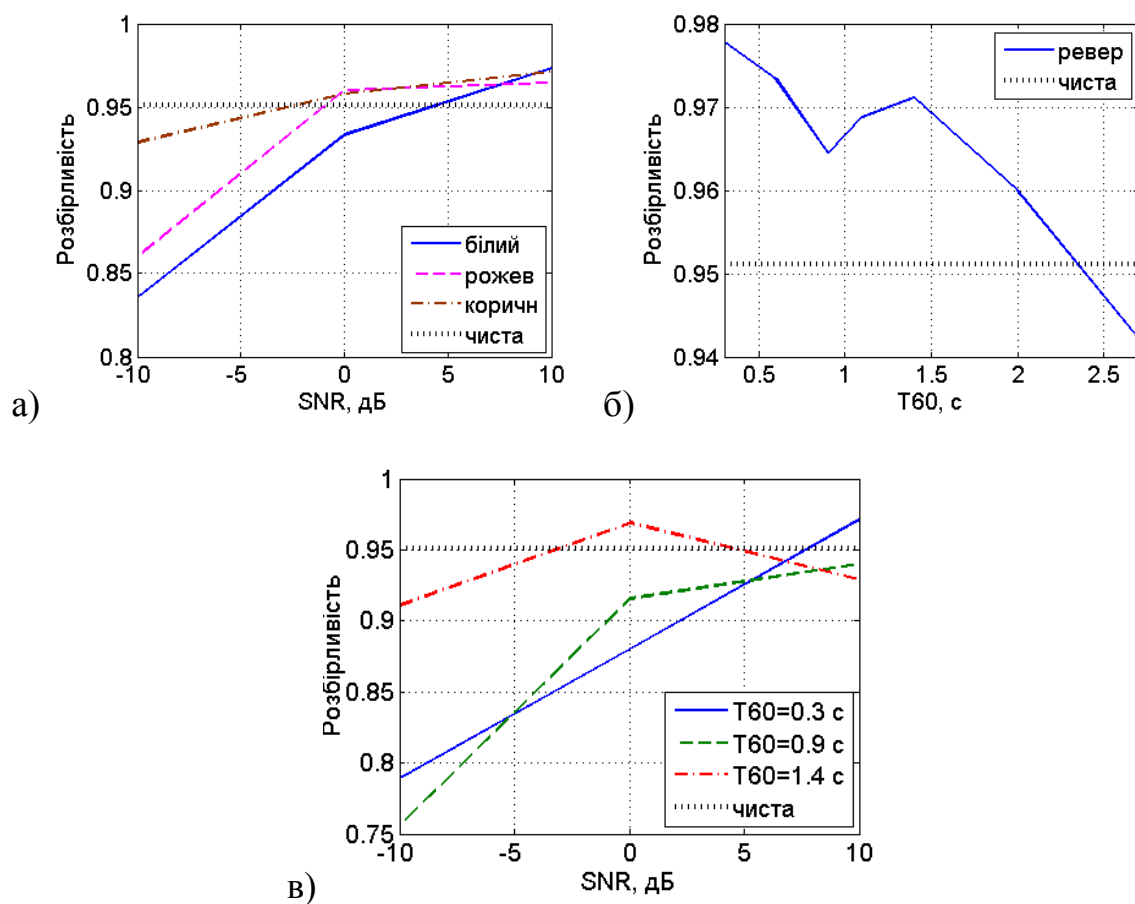 1
0.95
0.9
0.85
0.8
-10 -5 0 5 10
Розбірливість
SNR, дБ
білий
рожев
коричн
чиста
а)
0.98
0.97
0.96
0.95
0.94
0.5 1 1.5 2 2.5
Розбірливість
T60, с
ревер
чиста
б)
1
0.95
0.9
0.85
0.8
0.75
-10 -5 0 5 10
Розбірливість
SNR, дБ
T60=0.3 с
T60=0.9 с
T60=1.4 с
чиста
в)